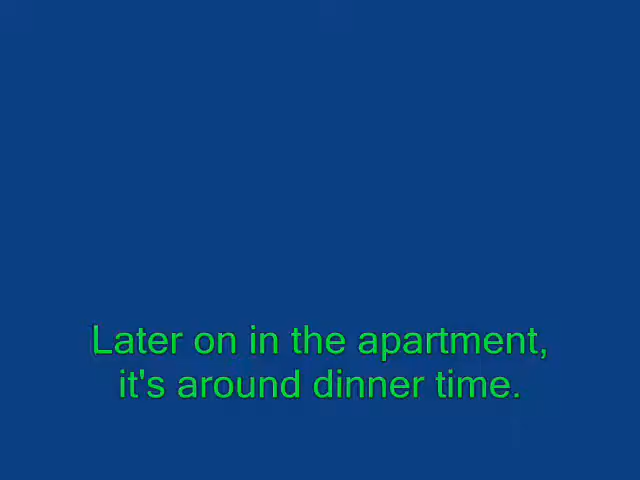 Later on in the apartment,
it's around dinner time.